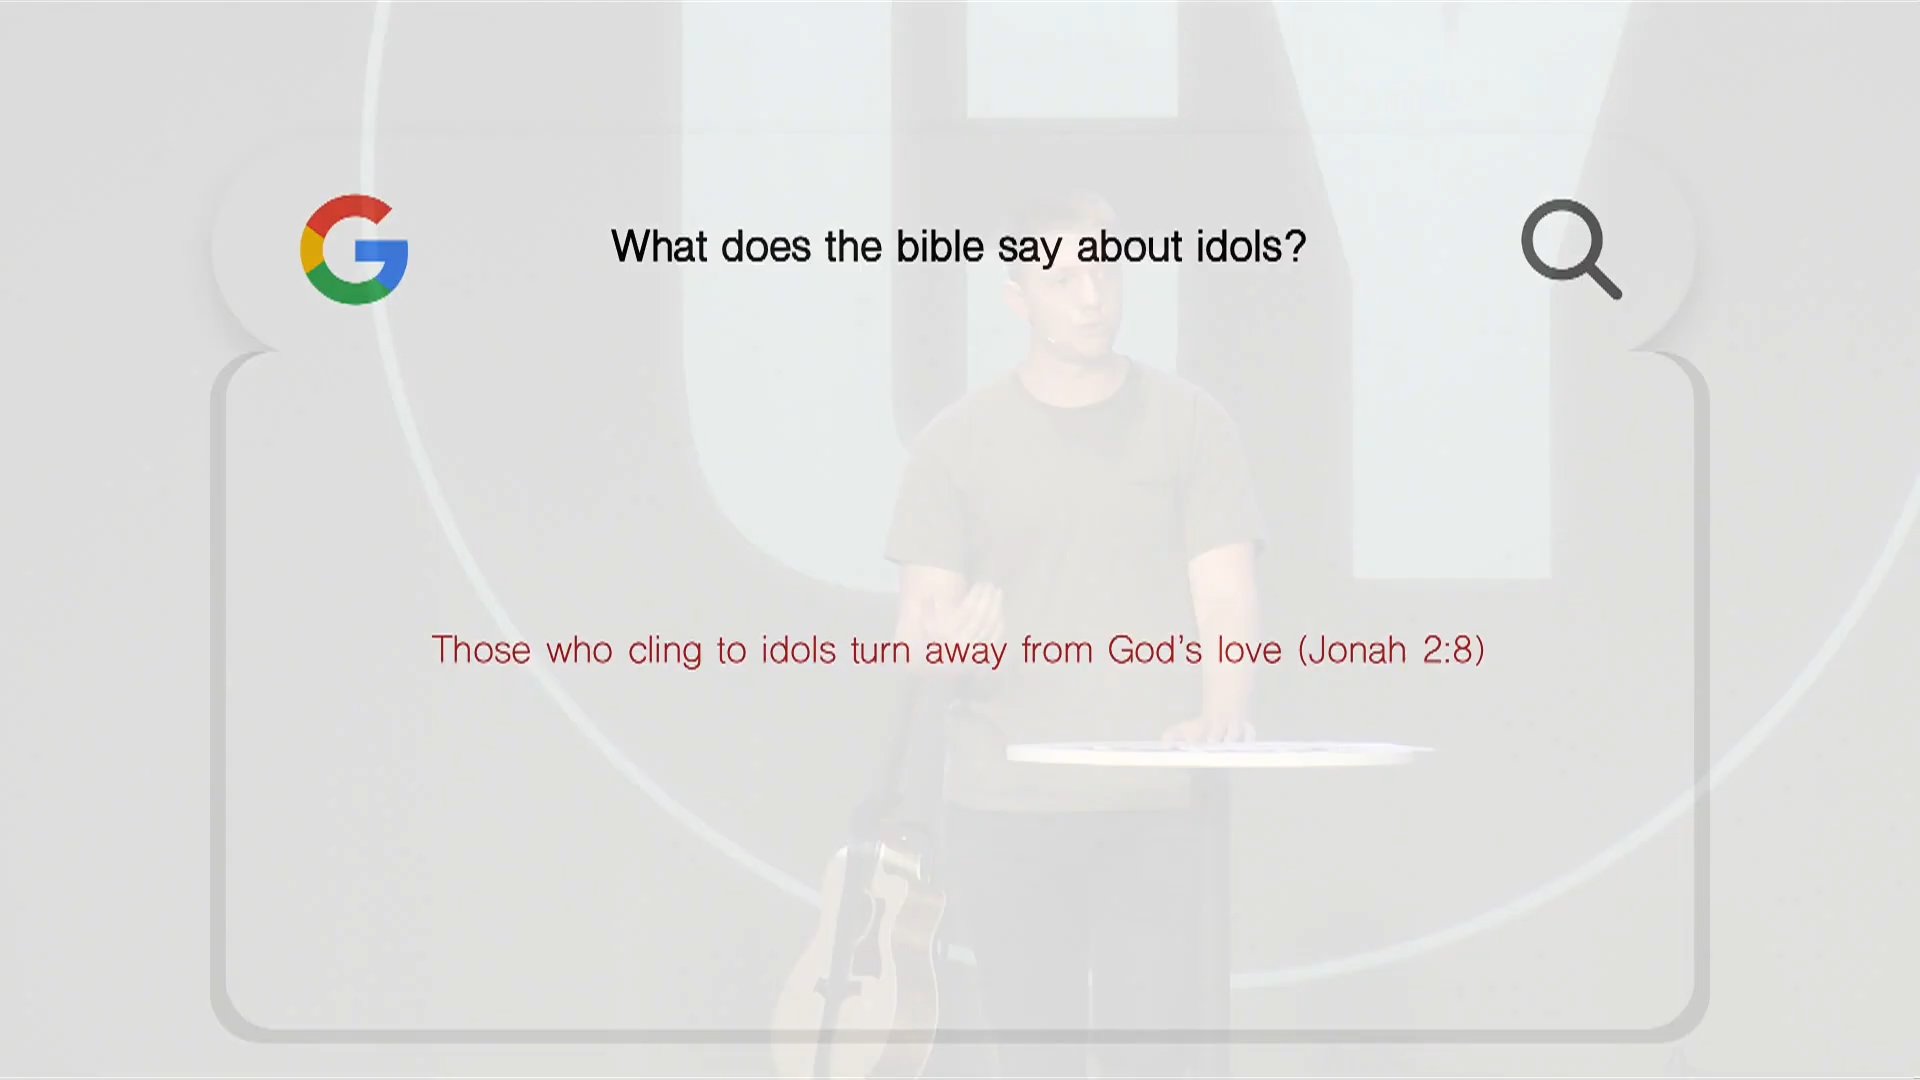 What does the bible say about idols?
Those who cling to idols turn away from God’s love (Jonah 2:8)